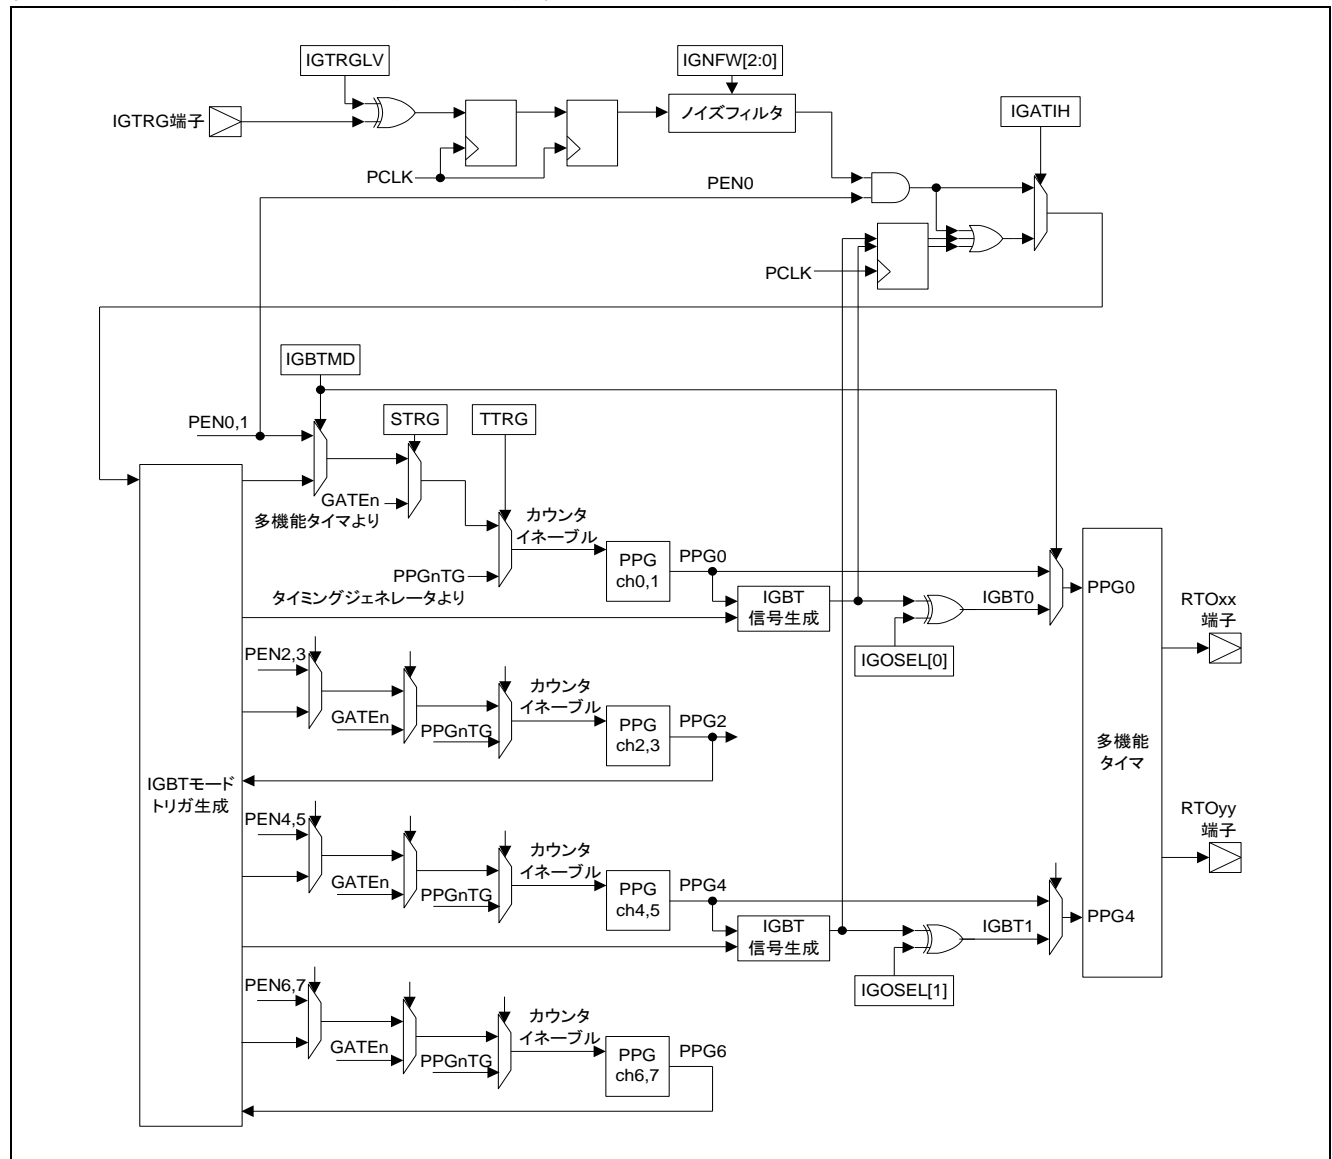 IGTRGLV
IGNFW[2:0]
IGTRG端子
ノイズフィルタ
IGATIH
PCLK
PEN0
PCLK
IGBTMD
PEN0,1
STRG
TTRG
GATEn
多機能タイマより
カウンタ
イネーブル
PPGnTG
タイミングジェネレータより
PPG
ch0,1
PPG0
IGBT
信号生成
IGBT0
IGOSEL[0]
PPG0
RTOxx
端子
PEN2,3
GATEn
PPGnTG
カウンタ
イネーブル
PPG
ch2,3
PPG2
IGBTモード
トリガ生成
多機能
タイマ
PEN4,5
GATEn
PPGnTG
カウンタ
イネーブル
PPG
ch4,5
PPG4
IGBT
信号生成
IGBT1
IGOSEL[1]
PPG4
RTOyy
端子
PEN6,7
GATEn
PPGnTG
カウンタ
イネーブル
PPG
ch6,7
PPG6